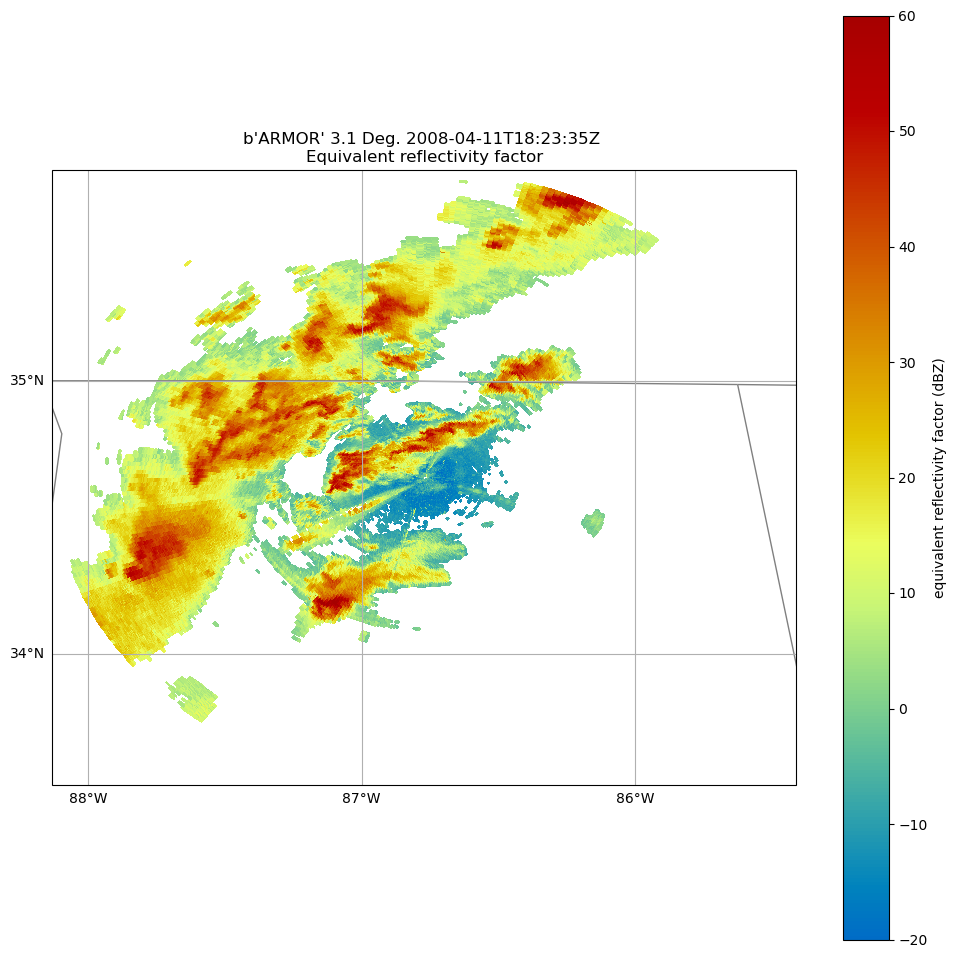 b'ARMOR' 3.1 Deg. 2008-04-11T18:23:35Z
Equivalent reflectivity factor
35°N
34°N
88°W
87°W
86°W
60
50
40
30
20
10
0
−10
−20
equivalent reflectivity factor (dBZ)